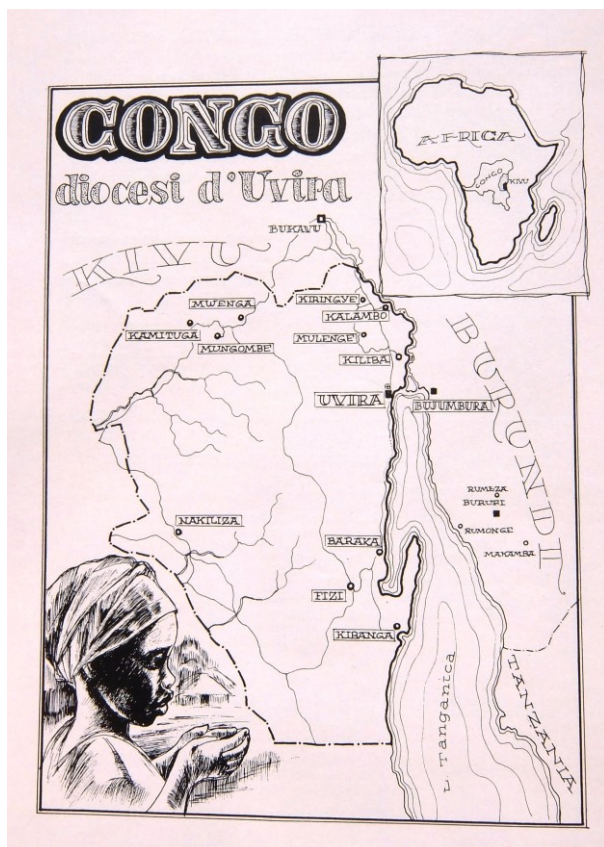 CONGO
diocesi d'Uvira
AFRICA
CONGO
KIVU
BUKAVU
KIVU
MWENGA
KIRINGYE
KALAMBO
KAMITUGA
MUNGOMBE'
MULENGE'
KILIBA
UVIRA
BUJUMBURA
BURUNDI
RUMEZA
BURURI
RUMONGE
MAKAMBA
NAKILIZA
BARAKA
FIZI
KIBANGA
L. Tanganica
TANZANIA